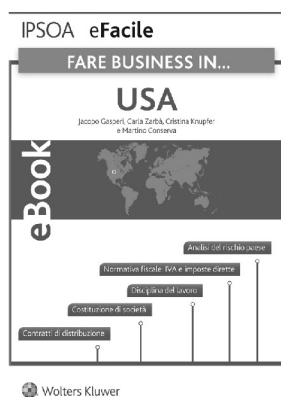 IPSOA eFacile
FARE BUSINESS IN...
USA
Jacopo Gasperi, Carla Zarbà, Cristina Knupfer
e Martino Conserva
eBook
Analisi del rischio paese
Normativa fiscale: IVA e imposte dirette
Disciplina del lavoro
Costituzione di società
Contratti di distribuzione
Wolters Kluwer